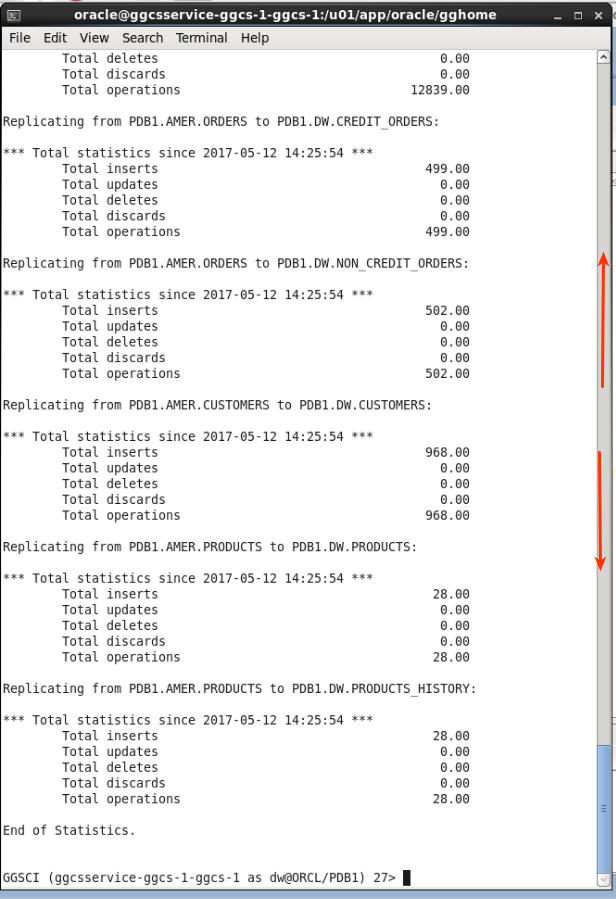 oracle@ggcsservice-ggcs-1-ggcs-1:/u01/app/oracle/gghome
File Edit View Search Terminal Help
Total deletes 0.00
Total discards 0.00
Total operations 12839.00
Replicating from PDB1.AMER.ORDERS to PDB1.DW.CREDIT_ORDERS:
*** Total statistics since 2017-05-12 14:25:54 ***
Total inserts 499.00
Total updates 0.00
Total deletes 0.00
Total discards 0.00
Total operations 499.00
Replicating from PDB1.AMER.ORDERS to PDB1.DW.NON_CREDIT_ORDERS:
*** Total statistics since 2017-05-12 14:25:54 ***
Total inserts 502.00
Total updates 0.00
Total deletes 0.00
Total discards 0.00
Total operations 502.00
Replicating from PDB1.AMER.CUSTOMERS to PDB1.DW.CUSTOMERS:
*** Total statistics since 2017-05-12 14:25:54 ***
Total inserts 968.00
Total updates 0.00
Total deletes 0.00
Total discards 0.00
Total operations 968.00
Replicating from PDB1.AMER.PRODUCTS to PDB1.DW.PRODUCTS:
*** Total statistics since 2017-05-12 14:25:54 ***
Total inserts 28.00
Total updates 0.00
Total deletes 0.00
Total discards 0.00
Total operations 28.00
Replicating from PDB1.AMER.PRODUCTS to PDB1.DW.PRODUCTS_HISTORY:
*** Total statistics since 2017-05-12 14:25:54 ***
Total inserts 28.00
Total updates 0.00
Total deletes 0.00
Total discards 0.00
Total operations 28.00
End of Statistics.
GGSCI (ggcsservice-ggcs-1-ggcs-1 as dw@ORCL/PDB1) 27>